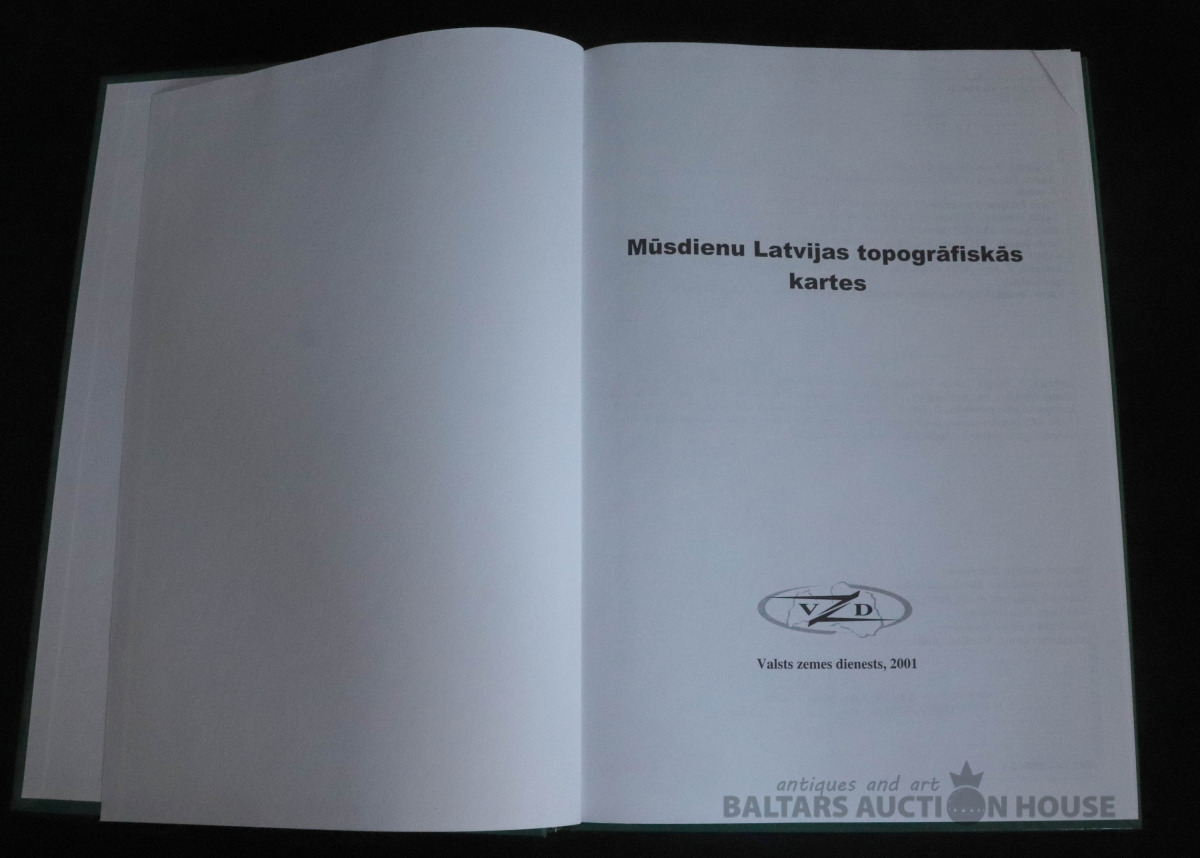 Mūsdienu Latvijas topogrāfiskās
kartes
VZD
Valsts zemes dienests, 2001
antiques and art
BALTARS AUCTION HOUSE